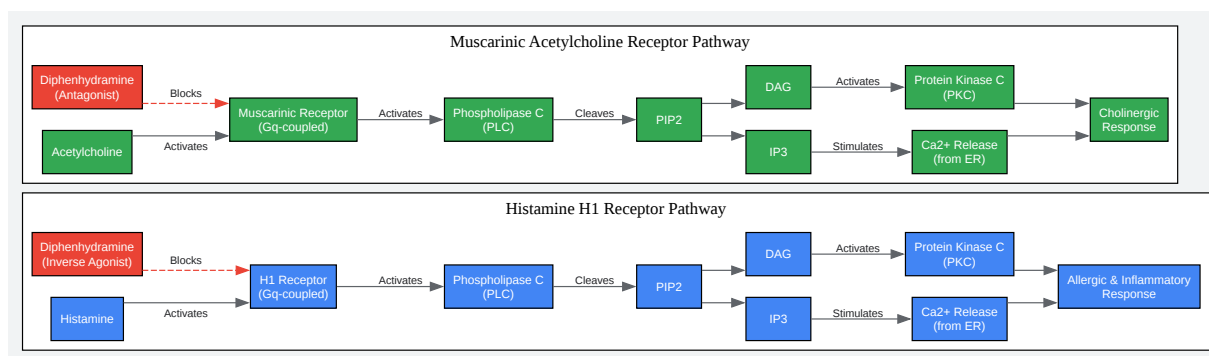 Muscarinic Acetylcholine Receptor Pathway
Diphenhydramine
(Antagonist)
Blocks
Acetylcholine
Activates
Muscarinic Receptor
(Gq-coupled)
Activates
Phospholipase C
(PLC)
Cleaves
PIP2
DAG
Activates
Protein Kinase C
(PKC)
IP3
Stimulates
Ca2+ Release
(from ER)
Cholinergic
Response
Histamine H1 Receptor Pathway
Diphenhydramine
(Inverse Agonist)
Blocks
Histamine
Activates
H1 Receptor
(Gq-coupled)
Activates
Phospholipase C
(PLC)
Cleaves
PIP2
DAG
Activates
Protein Kinase C
(PKC)
IP3
Stimulates
Ca2+ Release
(from ER)
Allergic & Inflammatory
Response